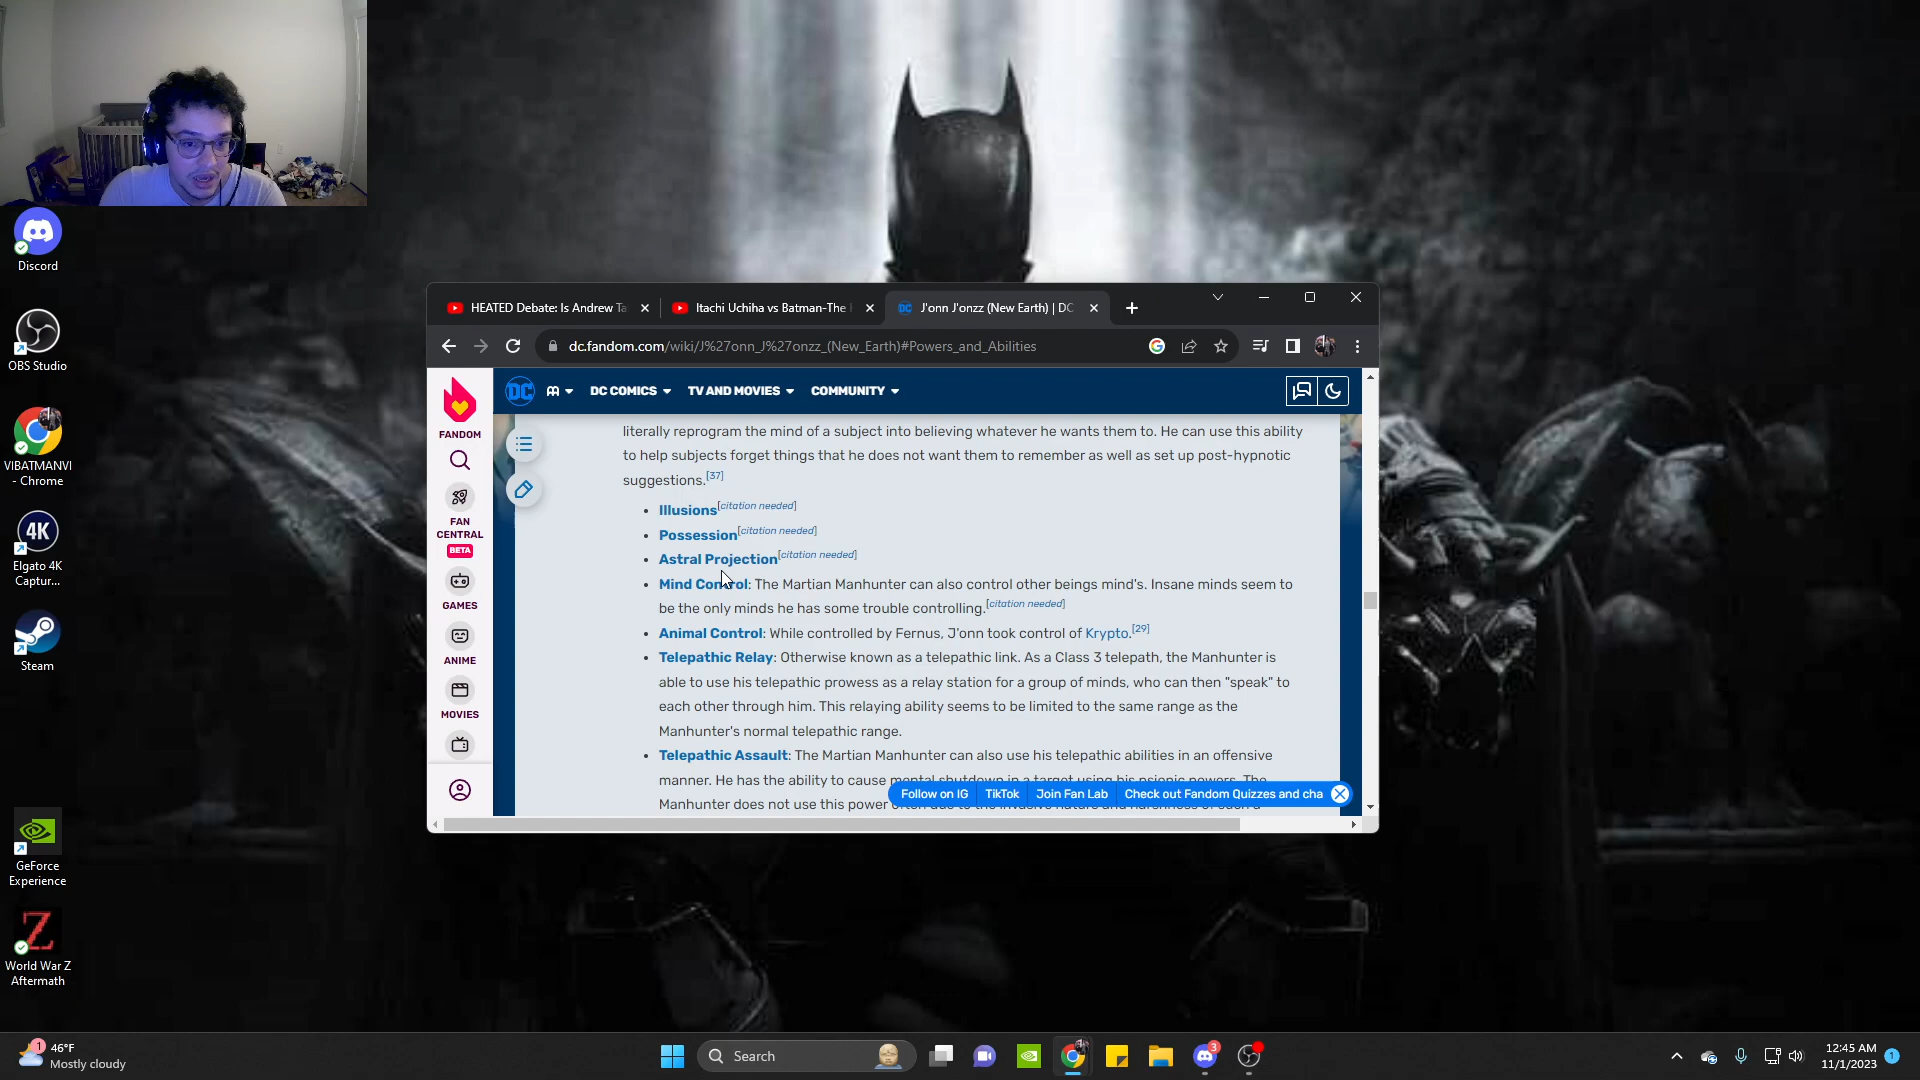 Discord
OBS Studio
VIBATMANVI
- Chrome
Elgato 4K
Captur...
Steam
GeForce
Experience
World War Z
Aftermath
HEATED Debate: Is Andrew Ta
Itachi Uchiha vs Batman-The
J'onn J'onzz (New Earth) | DC
dc.fandom.com/wiki/J%27onn_J%27onzz_(New_Earth)#Powers_and_Abilities
FANDOM
FAN
CENTRAL
BETA
GAMES
ANIME
MOVIES
DC COMICS TV AND MOVIES COMMUNITY
literally reprogram the mind of a subject into believing whatever he wants them to. He can use this ability
to help subjects forget things that he does not want them to remember as well as set up post-hypnotic
suggestions.[37]
• Illusions[citation needed]
• Possession[citation needed]
• Astral Projection[citation needed]
• Mind Control: The Martian Manhunter can also control other beings mind's. Insane minds seem to
be the only minds he has some trouble controlling.[citation needed]
• Animal Control: While controlled by Fernus, J'onn took control of Krypto.[29]
• Telepathic Relay: Otherwise known as a telepathic link. As a Class 3 telepath, the Manhunter is
able to use his telepathic prowess as a relay station for a group of minds, who can then "speak" to
each other through him. This relaying ability seems to be limited to the same range as the
Manhunter's normal telepathic range.
• Telepathic Assault: The Martian Manhunter can also use his telepathic abilities in an offensive
manner. He has the ability to cause mental shutdown in a target using his psionic powers. The
Manhunter does not use this power
Follow on IG TikTok Join Fan Lab Check out Fandom Quizzes and cha
1
46°F
Mostly cloudy
Search
3
12:45 AM
11/1/2023
1